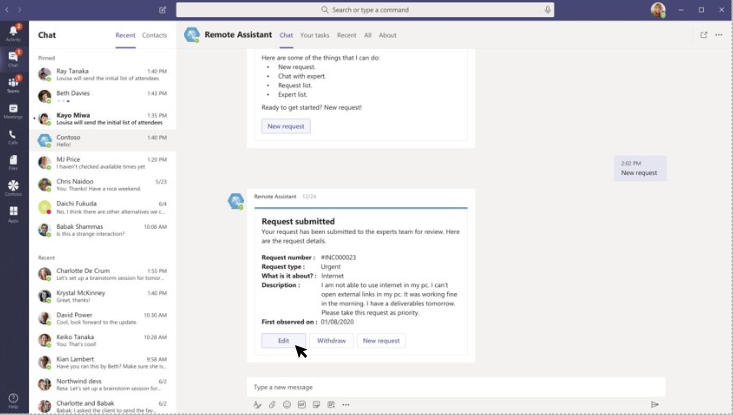 Search or type a command
Activity
Chat
Teams
Meetings
Calls
Files
Contoso
Apps
Help
Chat
Recent
Contacts
Pinned
Ray Tanaka 1:40 PM
Louisa will send the initial list of attendees
Beth Davies 1:43 PM
Kayo Miwa 1:35 PM
Louisa will send the initial list of attendees
Contoso 1:40 PM
Hello!
MJ Price 1:20 PM
I haven't checked available times yet
Chris Naidoo 5/23
You: Thanks! Have a nice weekend.
Daichi Fukuda 6/4
No, I think there are other alternatives we c...
Babak Shammas 10:06 AM
Is this a strange interaction?
Recent
Charlotte De Crum 1:55 PM
Let's set up a brainstorm session for tomor...
Krystal McKinney 1:40 PM
Great, thanks!
David Power 10:30 AM
Cool, look forward to the update.
Keiko Tanaka 10:28 AM
You: That's cool!
Kian Lambert 9:58 AM
Have you ran this by Beth? Make sure she is..
Northwind devs 6/2
Reta: Let's set up a brainstorm session for...
Charlotte and Babak 6/2
Babak: I asked the client to send the fav...
Remote Assistant
Chat
Your tasks
Recent
All
About
Here are some of the things that I can do:
• New request.
• Chat with expert.
• Request list.
• Expert list.
Ready to get started? New request!
New request
2:02 PM
New request
Remote Assistant 12/24
Request submitted
Your request has been submitted to the experts team for review. Here
are the request details.
Request number : #INC000023
Request type : Urgent
What is it about? : Internet
Description : I am not able to use internet in my pc. I can't
open external links in my pc. It was working fine
in the morning. I have a deliverables tomorrow.
Please take this request as priority.
First observed on : 01/08/2020
Edit
Withdraw
New request
Type a new message